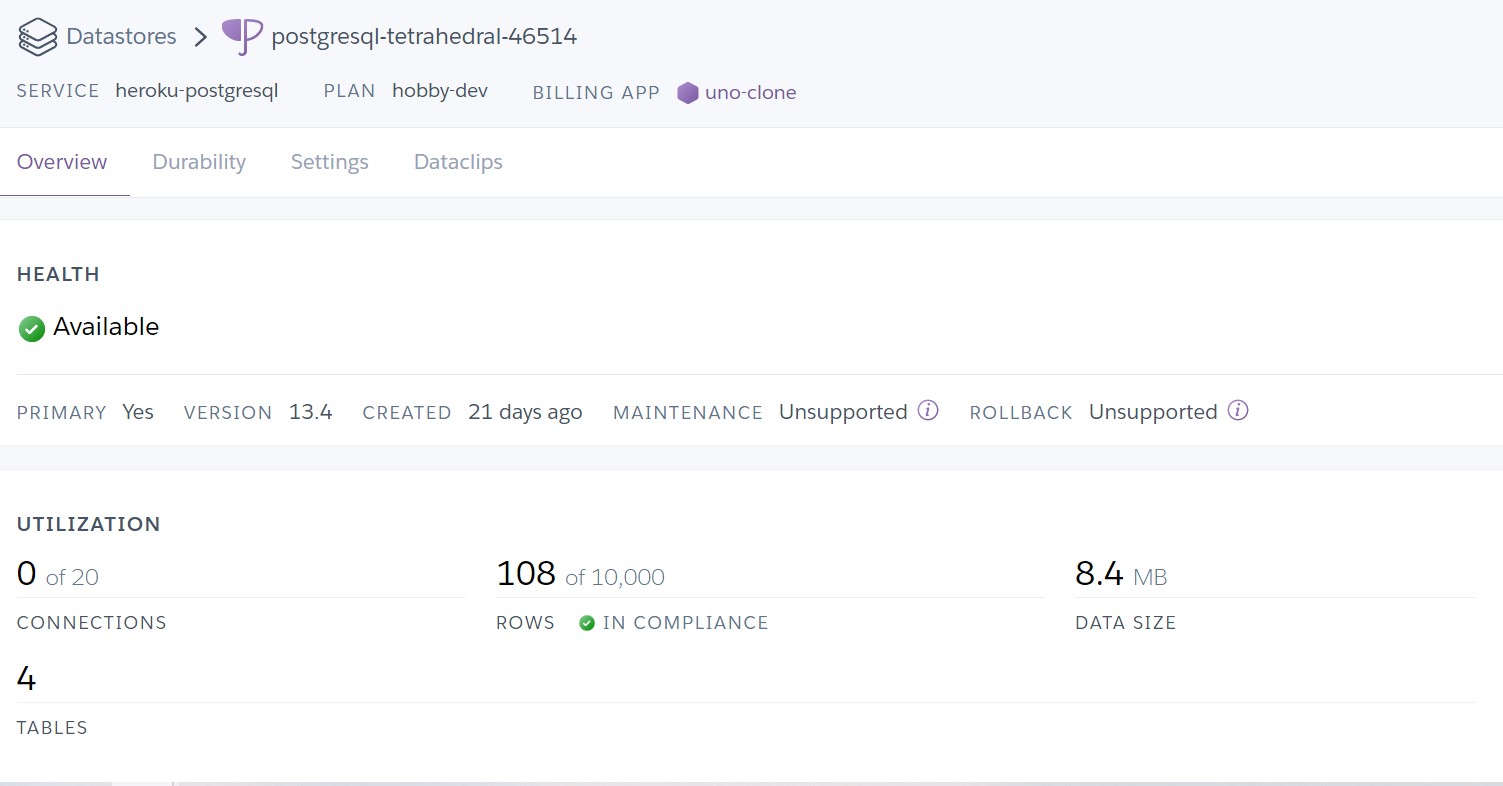 Datastores postgresql-tetrahedral-46514
SERVICE heroku-postgresql PLAN hobby-dev BILLING APP uno-clone
Overview Durability Settings Dataclips
HEALTH
Available
PRIMARY Yes VERSION 13.4 CREATED 21 days ago MAINTENANCE Unsupported ROLLBACK Unsupported
UTILIZATION
0 of 20 108 of 10,000 8.4 MB
CONNECTIONS ROWS IN COMPLIANCE DATA SIZE
4
TABLES